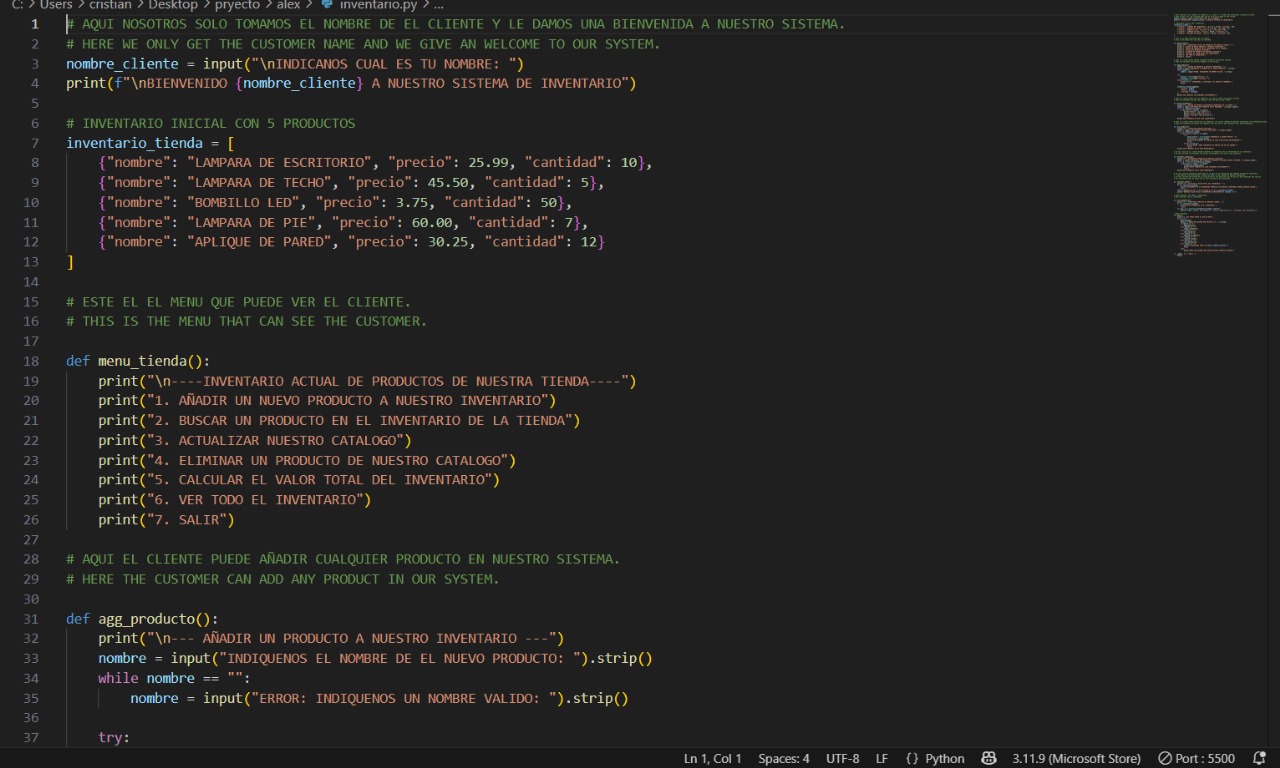 C: > Users > cristian > Desktop > pryecto > alex > inventario.py > ...
1 # AQUI NOSOTROS SOLO TOMAMOS EL NOMBRE DE EL CLIENTE Y LE DAMOS UNA BIENVENIDA A NUESTRO SISTEMA.
2 # HERE WE ONLY GET THE CUSTOMER NAME AND WE GIVE AN WELCOME TO OUR SYSTEM.
3 nombre_cliente = input("\nINDICANOS CUAL ES TU NOMBRE: ")
4 print(f"\nBIENVENIDO {nombre_cliente} A NUESTRO SISTEMA DE INVENTARIO")
5
6 # INVENTARIO INICIAL CON 5 PRODUCTOS
7 inventario_tienda = [
8     {"nombre": "LAMPARA DE ESCRITORIO", "precio": 25.99, "cantidad": 10},
9     {"nombre": "LAMPARA DE TECHO", "precio": 45.50, "cantidad": 5},
10     {"nombre": "BOMBILLO LED", "precio": 3.75, "cantidad": 50},
11     {"nombre": "LAMPARA DE PIE", "precio": 60.00, "cantidad": 7},
12     {"nombre": "APLIQUE DE PARED", "precio": 30.25, "cantidad": 12}
13 ]
14
15 # ESTE EL EL MENU QUE PUEDE VER EL CLIENTE.
16 # THIS IS THE MENU THAT CAN SEE THE CUSTOMER.
17
18 def menu_tienda():
19     print("\n----INVENTARIO ACTUAL DE PRODUCTOS DE NUESTRA TIENDA----")
20     print("1. AÑADIR UN NUEVO PRODUCTO A NUESTRO INVENTARIO")
21     print("2. BUSCAR UN PRODUCTO EN EL INVENTARIO DE LA TIENDA")
22     print("3. ACTUALIZAR NUESTRO CATALOGO")
23     print("4. ELIMINAR UN PRODUCTO DE NUESTRO CATALOGO")
24     print("5. CALCULAR EL VALOR TOTAL DEL INVENTARIO")
25     print("6. VER TODO EL INVENTARIO")
26     print("7. SALIR")
27
28 # AQUI EL CLIENTE PUEDE AÑADIR CUALQUIER PRODUCTO EN NUESTRO SISTEMA.
29 # HERE THE CUSTOMER CAN ADD ANY PRODUCT IN OUR SYSTEM.
30
31 def agg_producto():
32     print("\n--- AÑADIR UN PRODUCTO A NUESTRO INVENTARIO ---")
33     nombre = input("INDIQUENOS EL NOMBRE DE EL NUEVO PRODUCTO: ").strip()
34     while nombre == "":
35         nombre = input("ERROR: INDIQUENOS UN NOMBRE VALIDO: ").strip()
36
37     try:
Ln 1, Col 1 Spaces: 4 UTF-8 LF {} Python 3.11.9 (Microsoft Store) Port : 5500